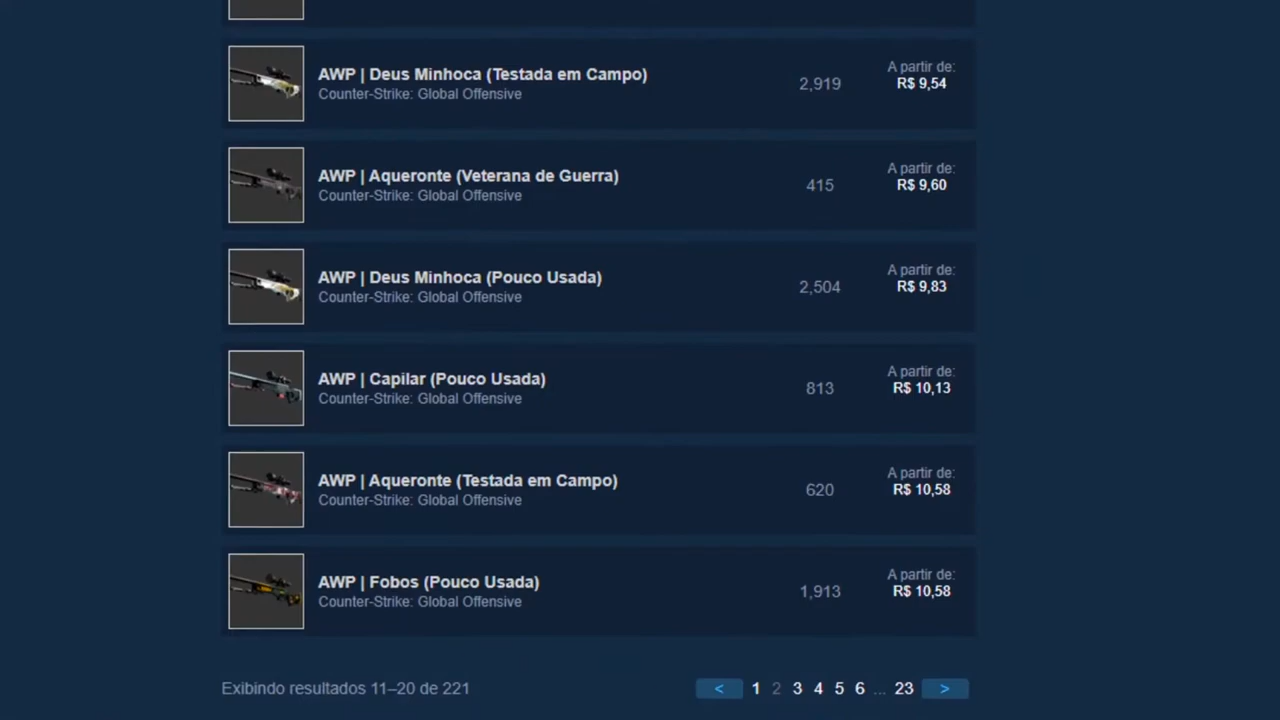 AWP | Deus Minhoca (Testada em Campo)
Counter-Strike: Global Offensive
2,919
A partir de:
R$ 9,54
AWP | Aqueronte (Veterana de Guerra)
Counter-Strike: Global Offensive
415
A partir de:
R$ 9,60
AWP | Deus Minhoca (Pouco Usada)
Counter-Strike: Global Offensive
2,504
A partir de:
R$ 9,83
AWP | Capilar (Pouco Usada)
Counter-Strike: Global Offensive
813
A partir de:
R$ 10,13
AWP | Aqueronte (Testada em Campo)
Counter-Strike: Global Offensive
620
A partir de:
R$ 10,58
AWP | Fobos (Pouco Usada)
Counter-Strike: Global Offensive
1,913
A partir de:
R$ 10,58
Exibindo resultados 11–20 de 221
< 1 2 3 4 5 6 ... 23 >